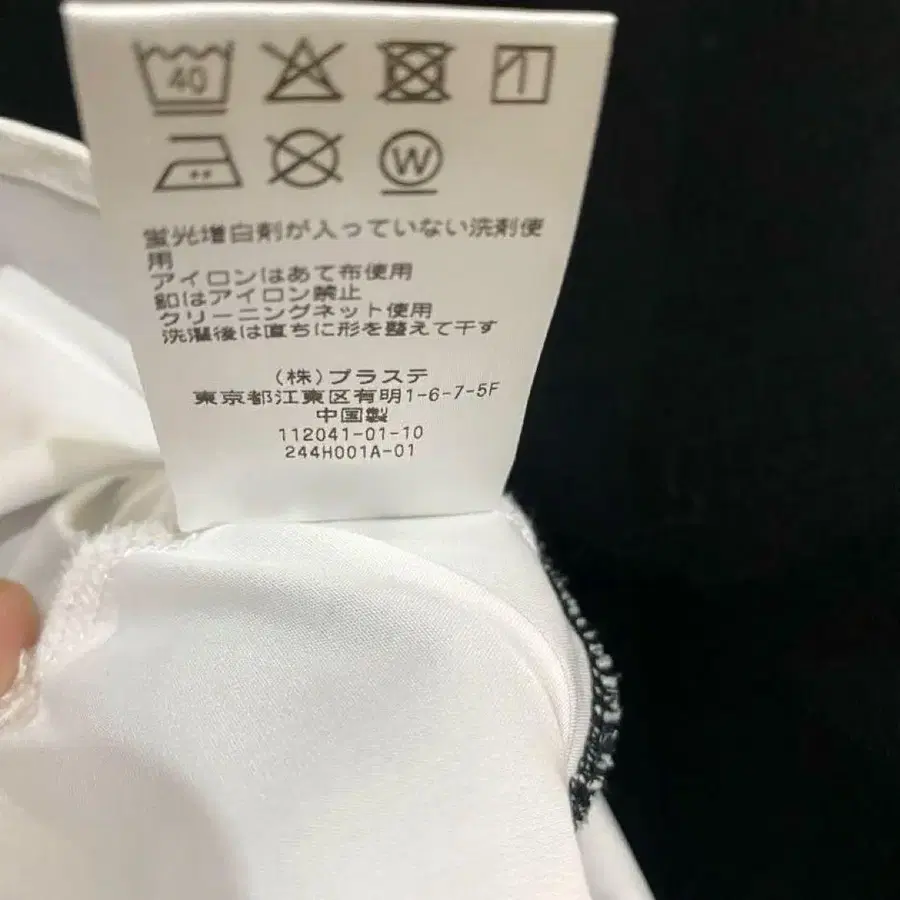 40
W
蛍光増白剤が入っていない洗剤使
用
アイロンはあて布使用
釦はアイロン禁止
クリーニングネット使用
洗濯後は直ちに形を整えて干す
(株)プラステ
東京都江東区有明1-6-7-5F
中国製
112041-01-10
244H001A-01